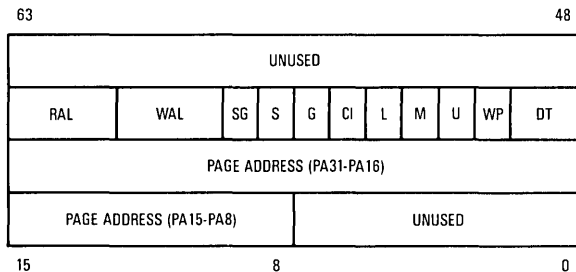 63 48
UNUSED
RAL WAL SG S G CI L M U WP DT
PAGE ADDRESS (PA31-PA16)
PAGE ADDRESS (PA15-PA8) UNUSED
15 8 0